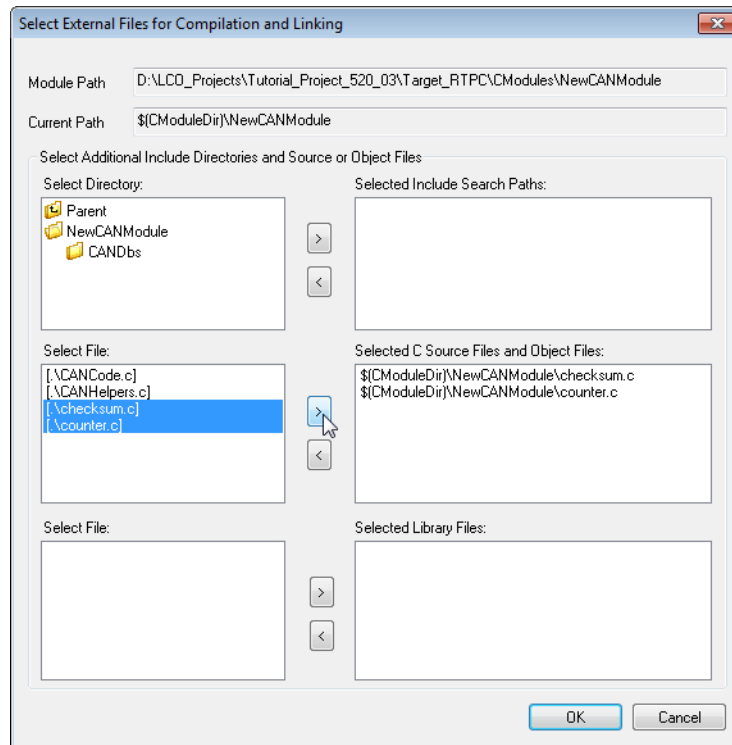 Select External Files for Compilation and Linking
Module Path
D:\LCO_Projects\Tutorial_Project_520_03\Target_RTPC\CModules\NewCANModule
Current Path
$(CModuleDir)\NewCANModule
Select Additional Include Directories and Source or Object Files
Select Directory:
Selected Include Search Paths:
Parent
NewCANModule
CANDbs
>
<
Select File:
Selected C Source Files and Object Files:
[.\CANCode.c]
[.\CANHelpers.c]
[.\checksum.c]
[.\counter.c]
$(CModuleDir)\NewCANModule\checksum.c
$(CModuleDir)\NewCANModule\counter.c
>
<
Select File:
Selected Library Files:
>
<
OK
Cancel